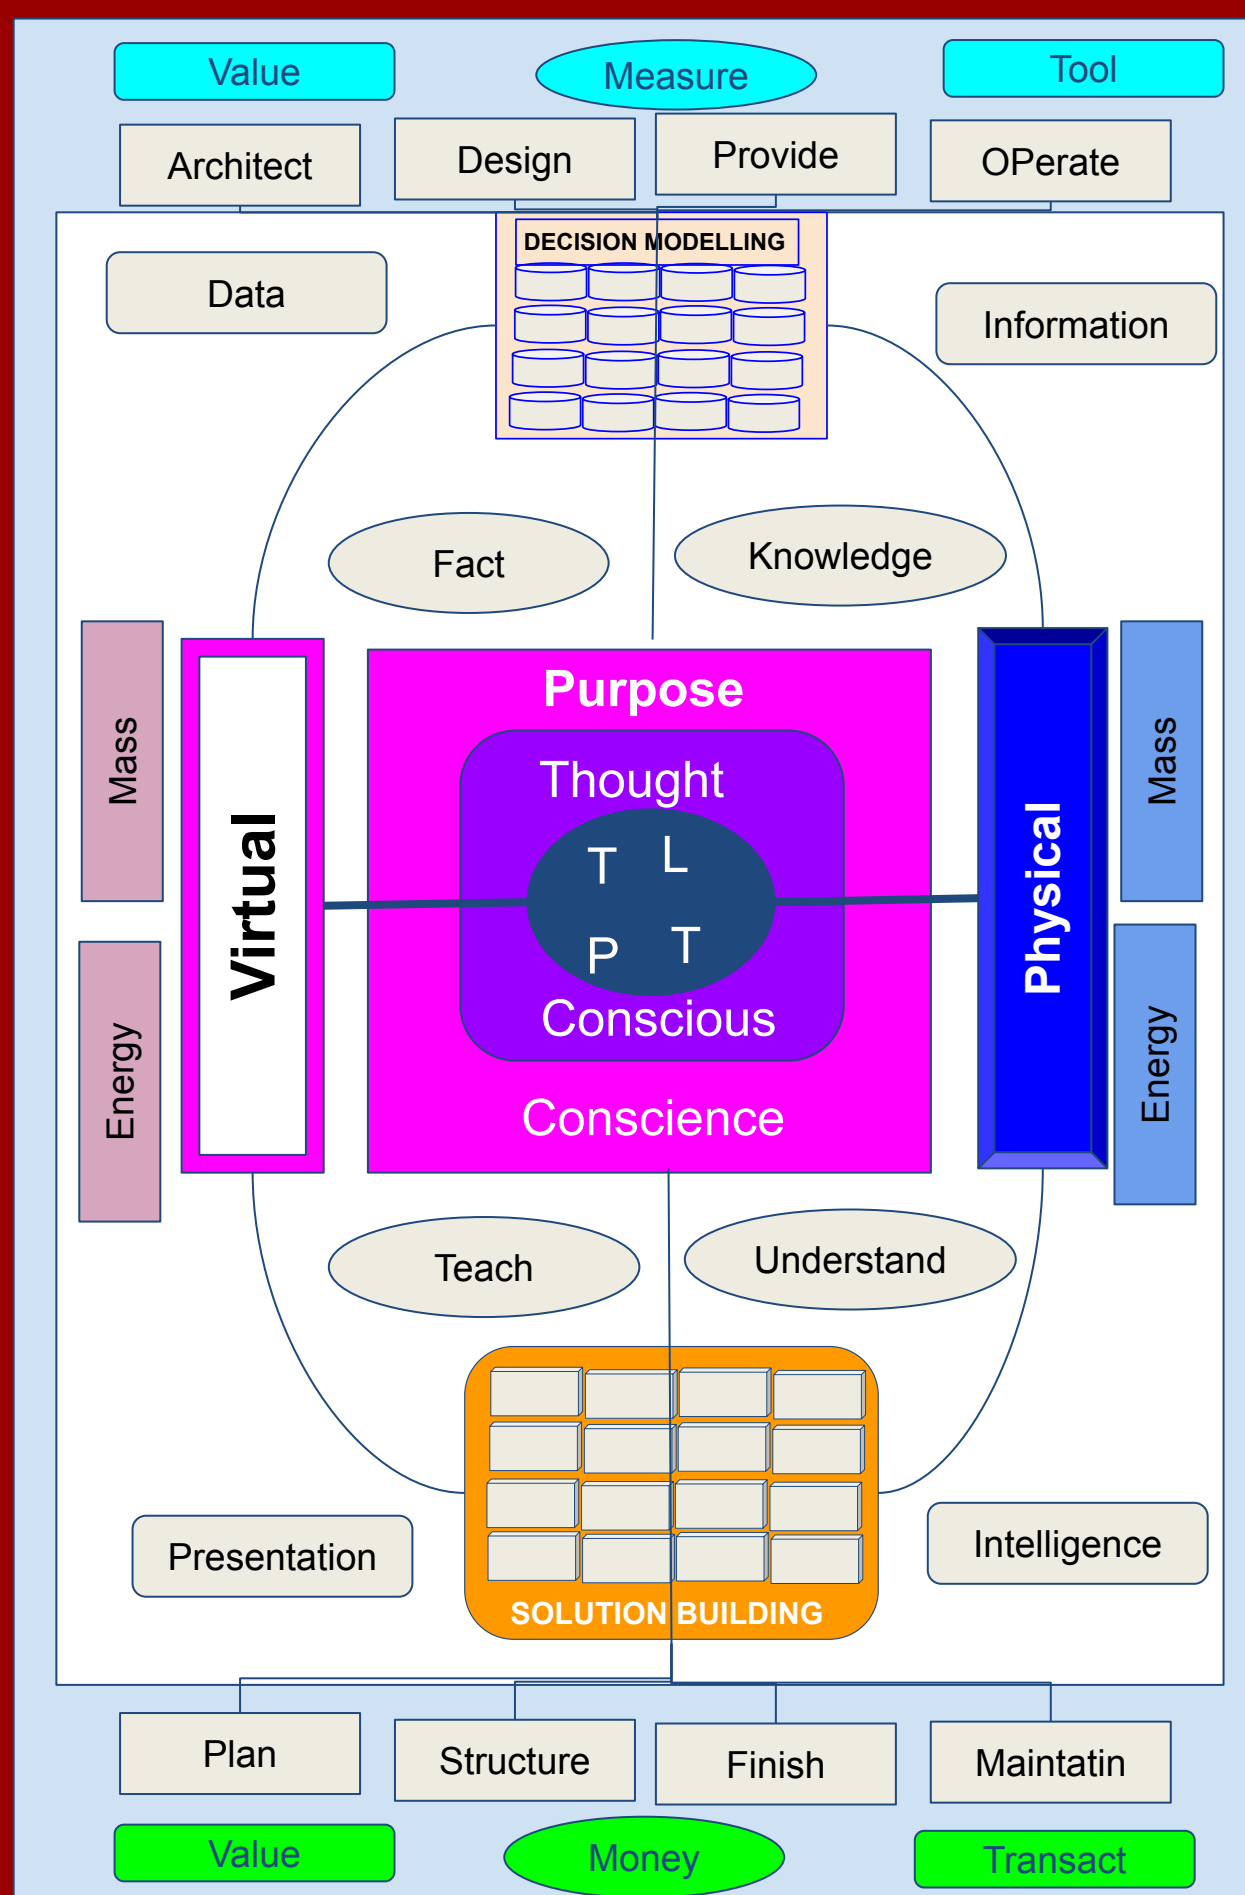 Value
Measure
Tool
Architect
Design
Provide
OPerate
DECISION MODELLING
Data
Information
Fact
Knowledge
Mass
Virtual
Energy
Purpose
Thought
T L
P T
Conscious
Conscience
Physical
Mass
Energy
Teach
Understand
Presentation
Intelligence
SOLUTION BUILDING
Plan
Structure
Finish
Maintatin
Value
Money
Transact